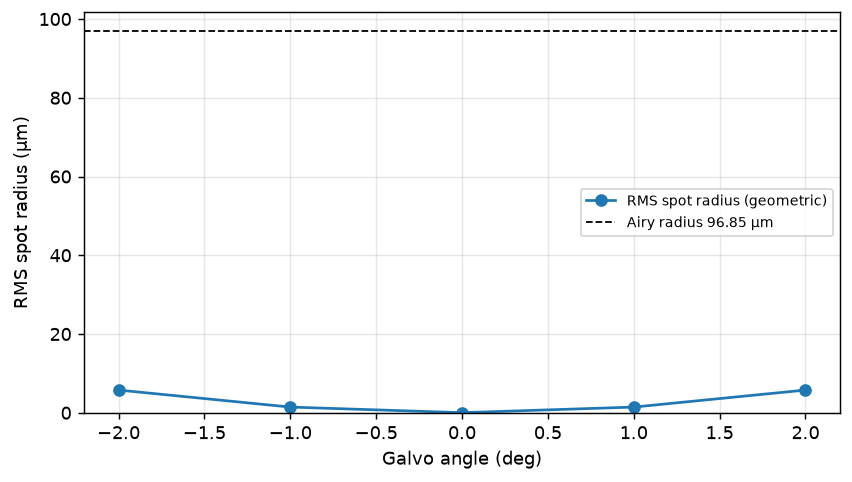 100
80
60
40
20
0
RMS spot radius (µm)
RMS spot radius (geometric)
Airy radius 96.85 µm
−2.0 −1.5 −1.0 −0.5 0.0 0.5 1.0 1.5 2.0
Galvo angle (deg)